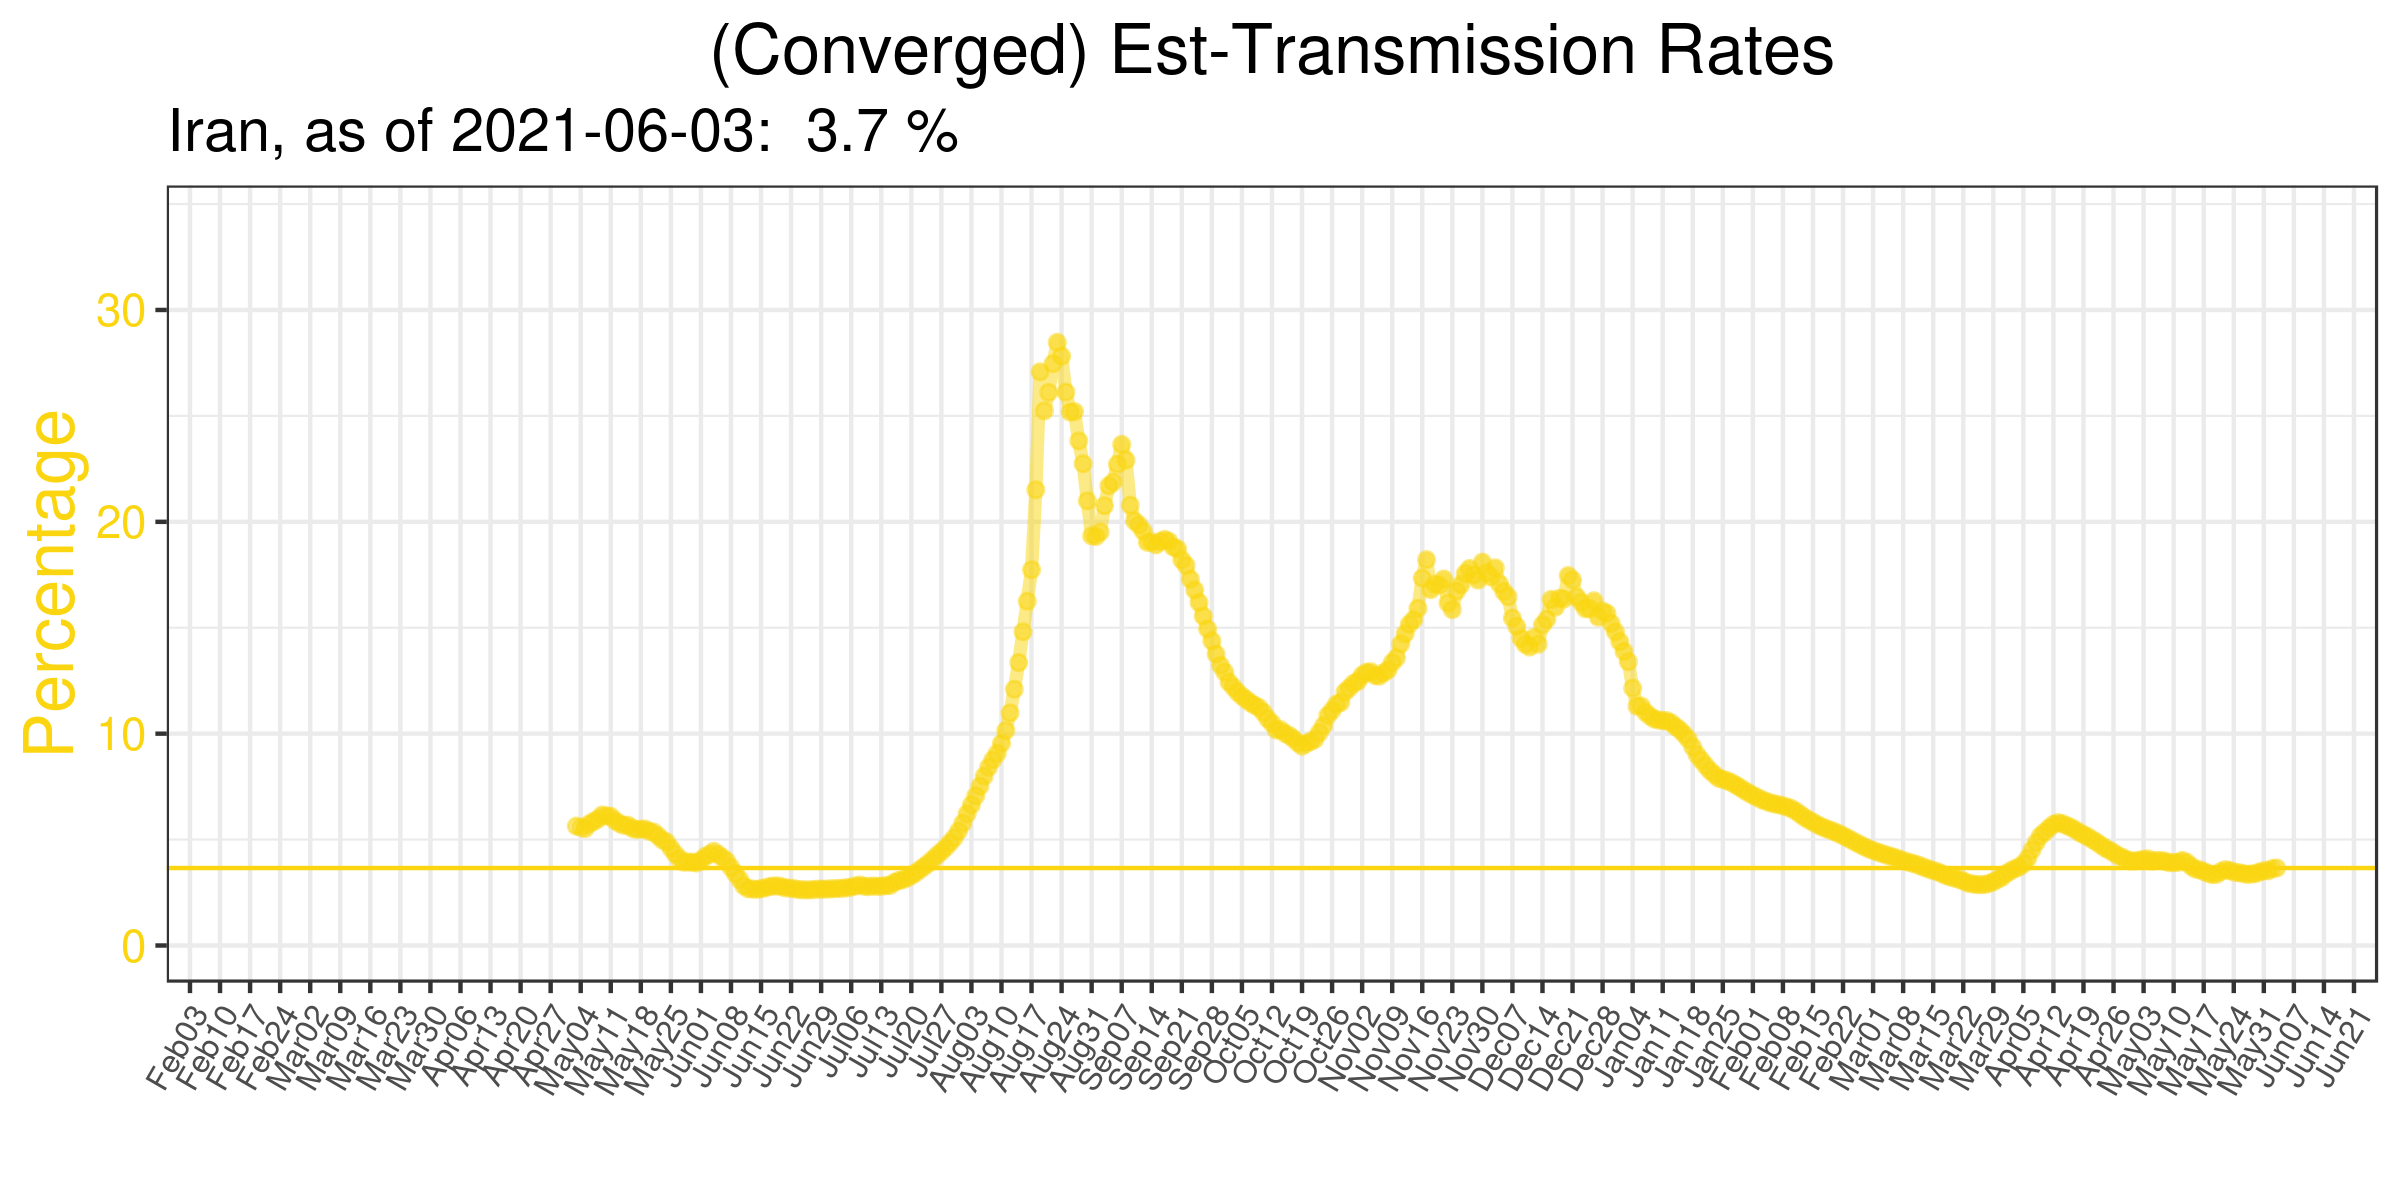 (Converged) Est-Transmission Rates
Iran, as of 2021-06-03:  3.7 %
Percentage
30
20
10
0
Feb03
Feb10
Feb17
Feb24
Mar02
Mar09
Mar16
Mar23
Mar30
Apr06
Apr13
Apr20
Apr27
May04
May11
May18
May25
Jun01
Jun08
Jun15
Jun22
Jun29
Jul06
Jul13
Jul20
Jul27
Aug03
Aug10
Aug17
Aug24
Aug31
Sep07
Sep14
Sep21
Sep28
Oct05
Oct12
Oct19
Oct26
Nov02
Nov09
Nov16
Nov23
Nov30
Dec07
Dec14
Dec21
Dec28
Jan04
Jan11
Jan18
Jan25
Feb01
Feb08
Feb15
Feb22
Mar01
Mar08
Mar15
Mar22
Mar29
Apr05
Apr12
Apr19
Apr26
May03
May10
May17
May24
May31
Jun07
Jun14
Jun21